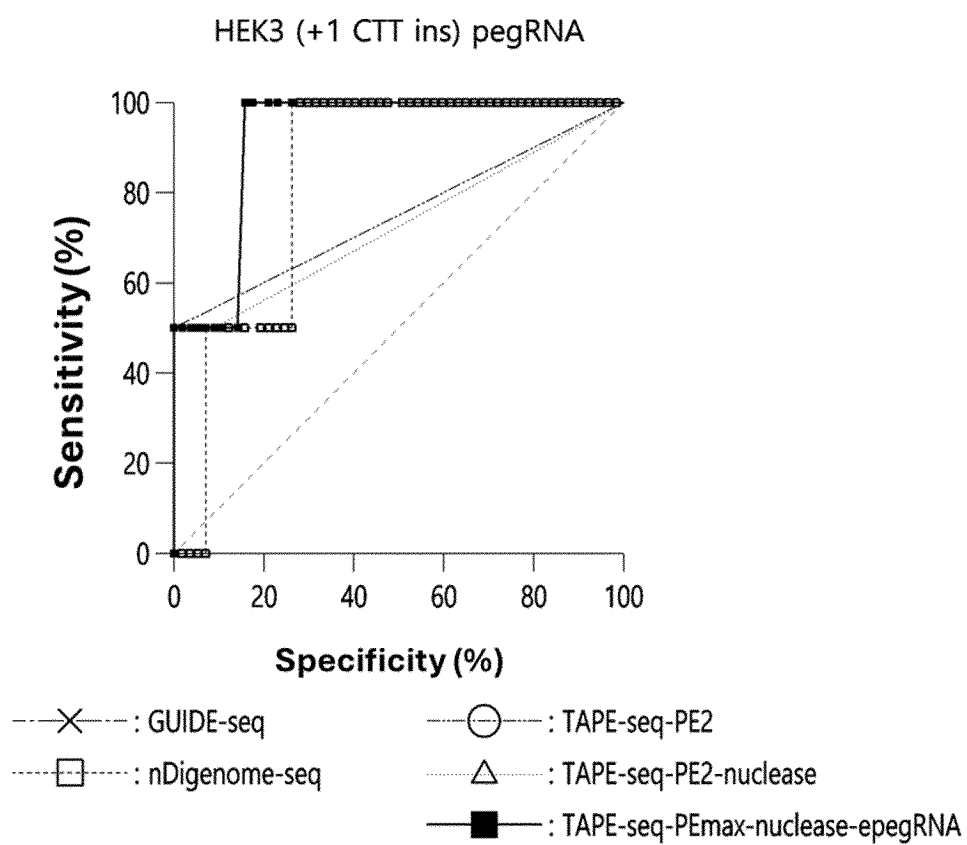 HEK3 (+1 CTT ins) pegRNA
100
80
60
40
20
0
Sensitivity (%)
0 20 40 60 80 100
Specificity (%)
: GUIDE-seq
: nDigenome-seq
: TAPE-seq-PE2
: TAPE-seq-PE2-nuclease
: TAPE-seq-PEmax-nuclease-epegRNA